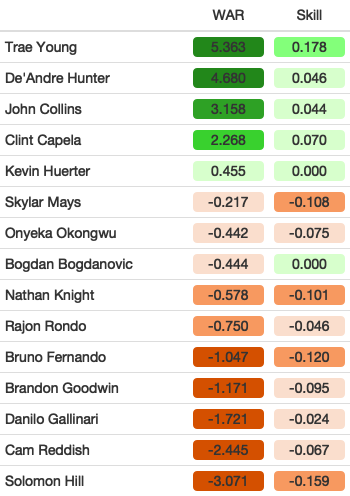 WAR Skill
Trae Young 5.363 0.178
De'Andre Hunter 4.680 0.046
John Collins 3.158 0.044
Clint Capela 2.268 0.070
Kevin Huerter 0.455 0.000
Skylar Mays -0.217 -0.108
Onyeka Okongwu -0.442 -0.075
Bogdan Bogdanovic -0.444 0.000
Nathan Knight -0.578 -0.101
Rajon Rondo -0.750 -0.046
Bruno Fernando -1.047 -0.120
Brandon Goodwin -1.171 -0.095
Danilo Gallinari -1.721 -0.024
Cam Reddish -2.445 -0.067
Solomon Hill -3.071 -0.159